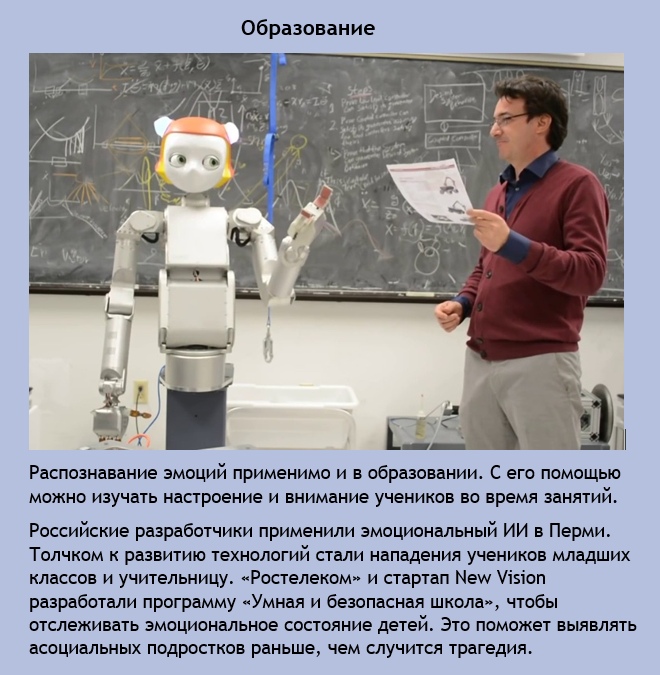 Образование
Steps
Распознавание эмоций применимо и в образовании. С его помощью
можно изучать настроение и внимание учеников во время занятий.
Российские разработчики применили эмоциональный ИИ в Перми.
Толчком к развитию технологий стали нападения учеников младших
классов и учительницу. «Ростелеком» и стартап New Vision
разработали программу «Умная и безопасная школа», чтобы
отслеживать эмоциональное состояние детей. Это поможет выявлять
асоциальных подростков раньше, чем случится трагедия.